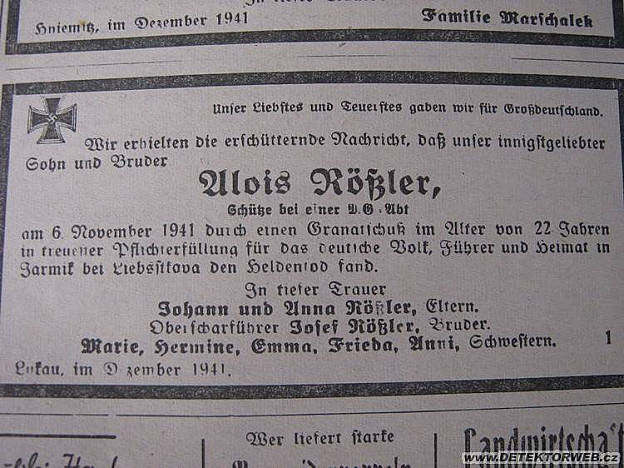 Hniemitz, im Dezember 1941
Familie Marschalek
Unser Liebstes und Teuerstes gaben wir für Großdeutschland.
Wir erhielten die erschütternde Nachricht, daß unser innigstgeliebter
Sohn und Bruder
Alois Rößler,
Schütze bei einer Abt
am 6. November 1941 durch einen Granatschuß im Alter von 22 Jahren
in treuener Pflichterfüllung für das deutsche Volk, Führer und Heimat in
Jarmik bei den Heldentod fand.
In tiefer Trauer
Johann und Anna Rößler, Eltern.
Oberscharführer Josef Rößler, Bruder.
Marie, Hermine, Emma, Frieda, Anni, Schwestern.
1
Lukau, im Dezember 1941.
Wer liefert starke
Landwirtschaft
www.DETEKTORWEB.cz